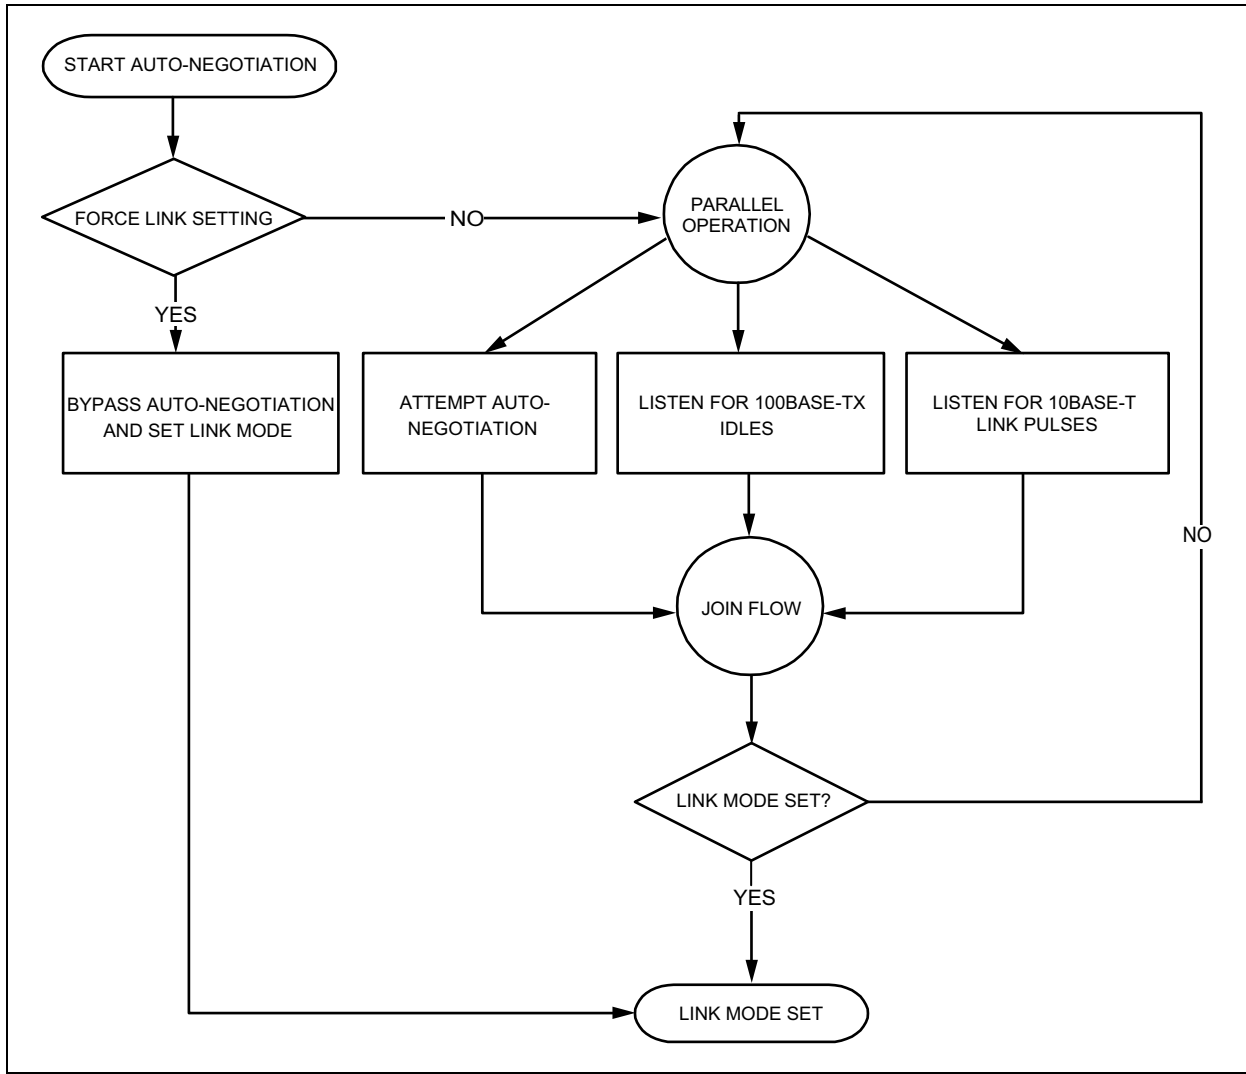 START AUTO-NEGOTIATION
FORCE LINK SETTING
NO
PARALLEL
OPERATION
YES
BYPASS AUTO-NEGOTIATION
AND SET LINK MODE
ATTEMPT AUTO-
NEGOTIATION
LISTEN FOR 100BASE-TX
IDLES
LISTEN FOR 10BASE-T
LINK PULSES
NO
JOIN FLOW
LINK MODE SET?
YES
LINK MODE SET